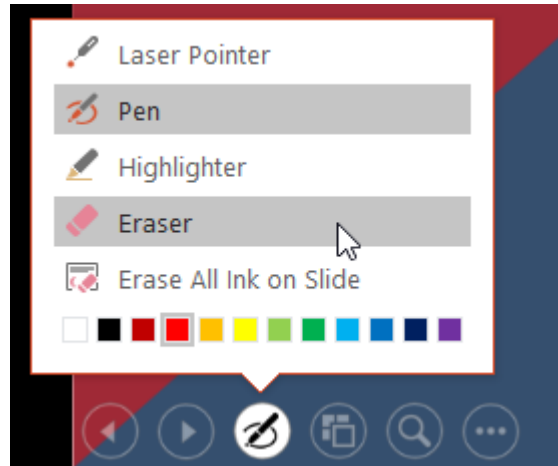 Laser Pointer
Pen
Highlighter
Eraser
Erase All Ink on Slide